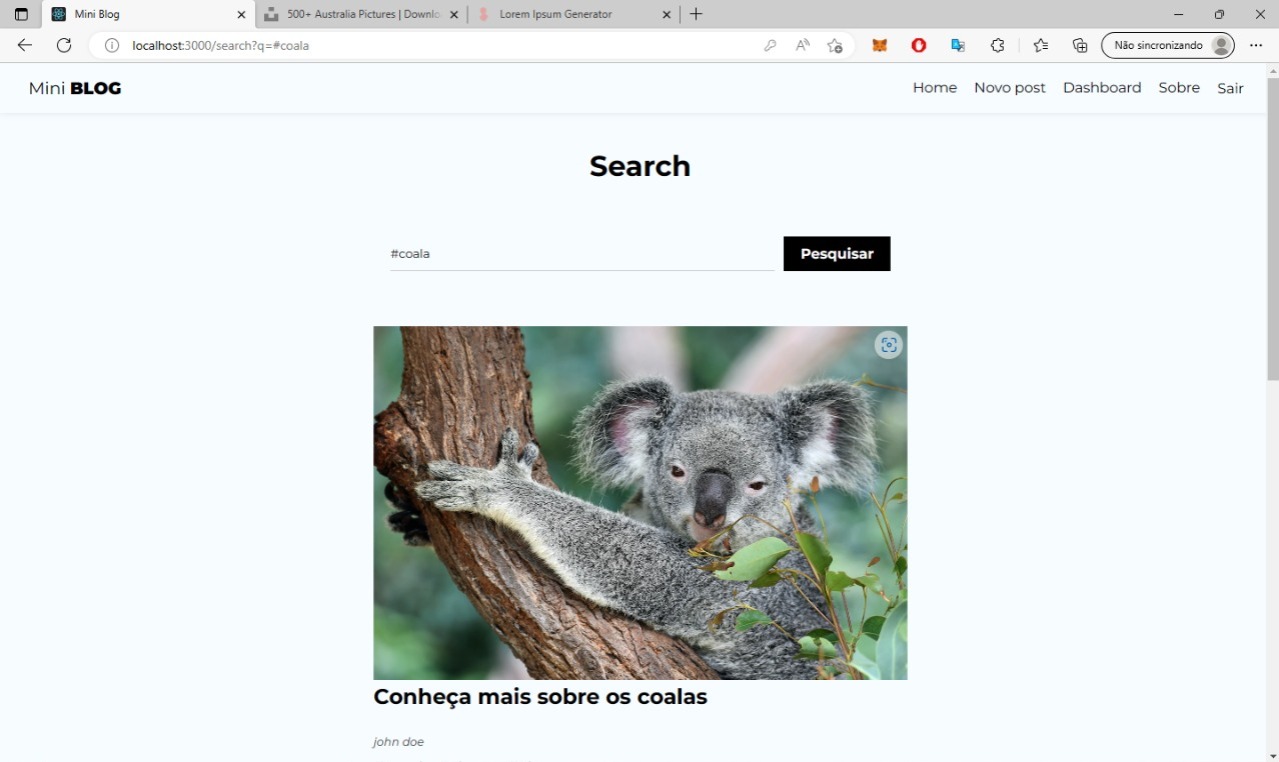 Mini Blog
500+ Australia Pictures | Downlo
Lorem Ipsum Generator
localhost:3000/search?q=#coala
Não sincronizando
Mini BLOG
Home Novo post Dashboard Sobre Sair
Search
#coala Pesquisar
Conheça mais sobre os coalas
john doe